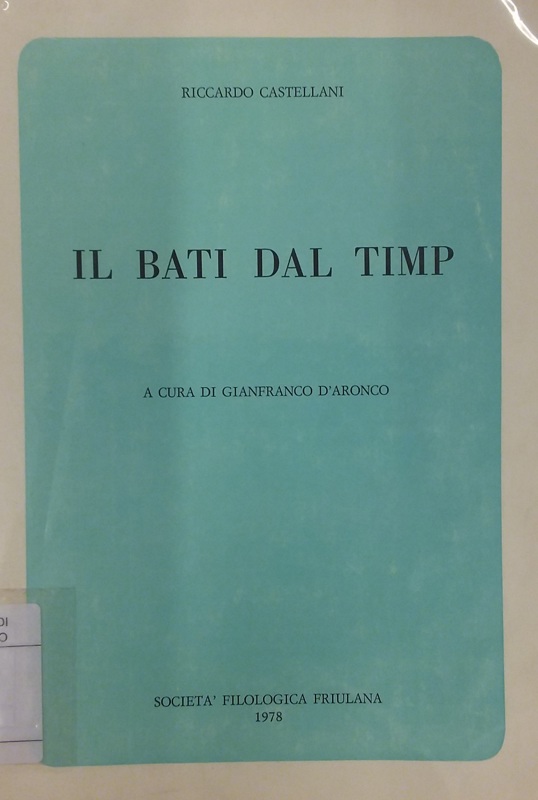 RICCARDO CASTELLANI
IL BATI DAL TIMP
A CURA DI GIANFRANCO D'ARONCO
SOCIETA' FILOLOGICA FRIULANA
1978